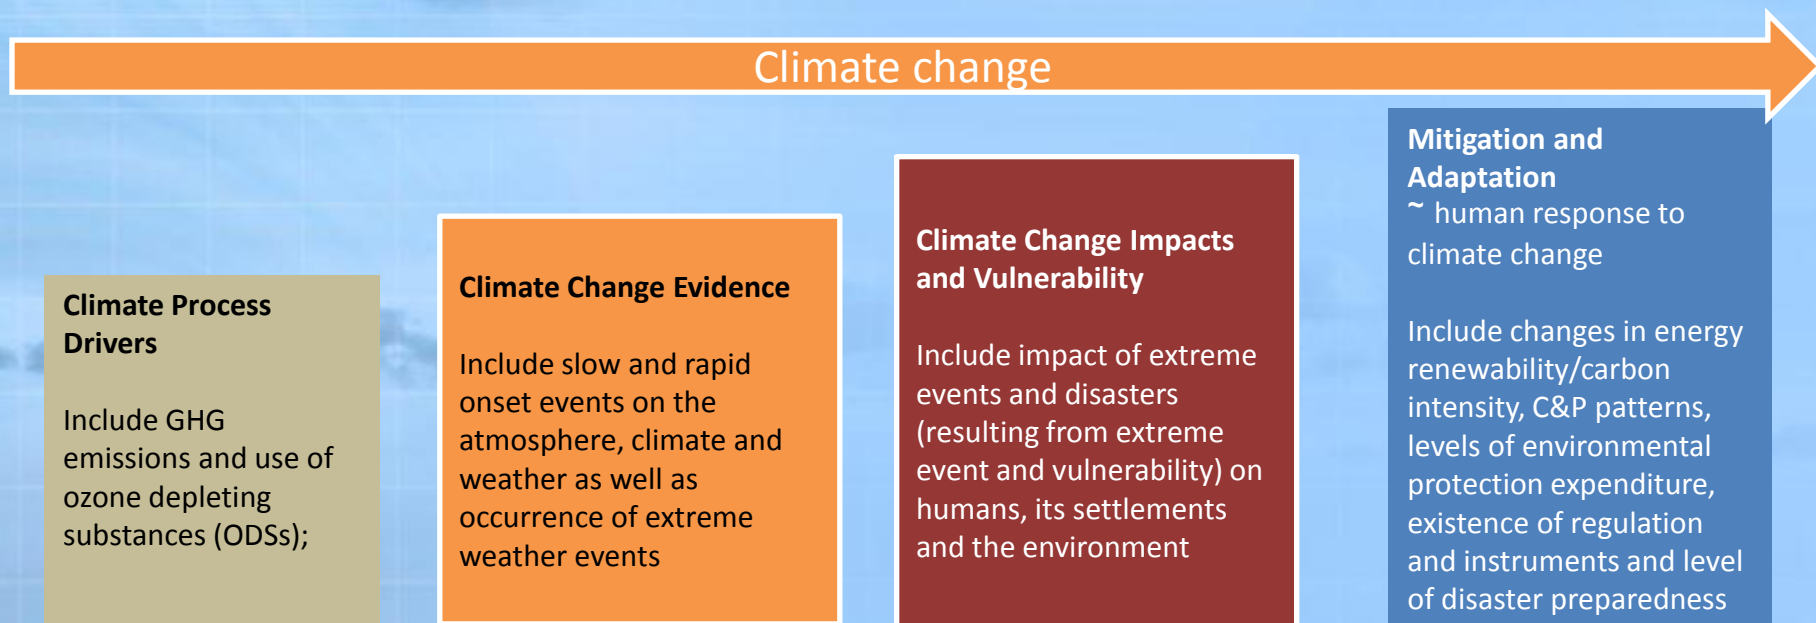 Climate change
Climate Process
Drivers
Include GHG
emissions and use of
ozone depleting
substances (ODSs);
Climate Change Evidence
Include slow and rapid
onset events on the
atmosphere, climate and
weather as well as
occurrence of extreme
weather events
Climate Change Impacts
and Vulnerability
Include impact of extreme
events and disasters
(resulting from extreme
event and vulnerability) on
humans, its settlements
and the environment
Mitigation and
Adaptation
~ human response to
climate change
Include changes in energy
renewability/carbon
intensity, C&P patterns,
levels of environmental
protection expenditure,
existence of regulation
and instruments and level
of disaster preparedness